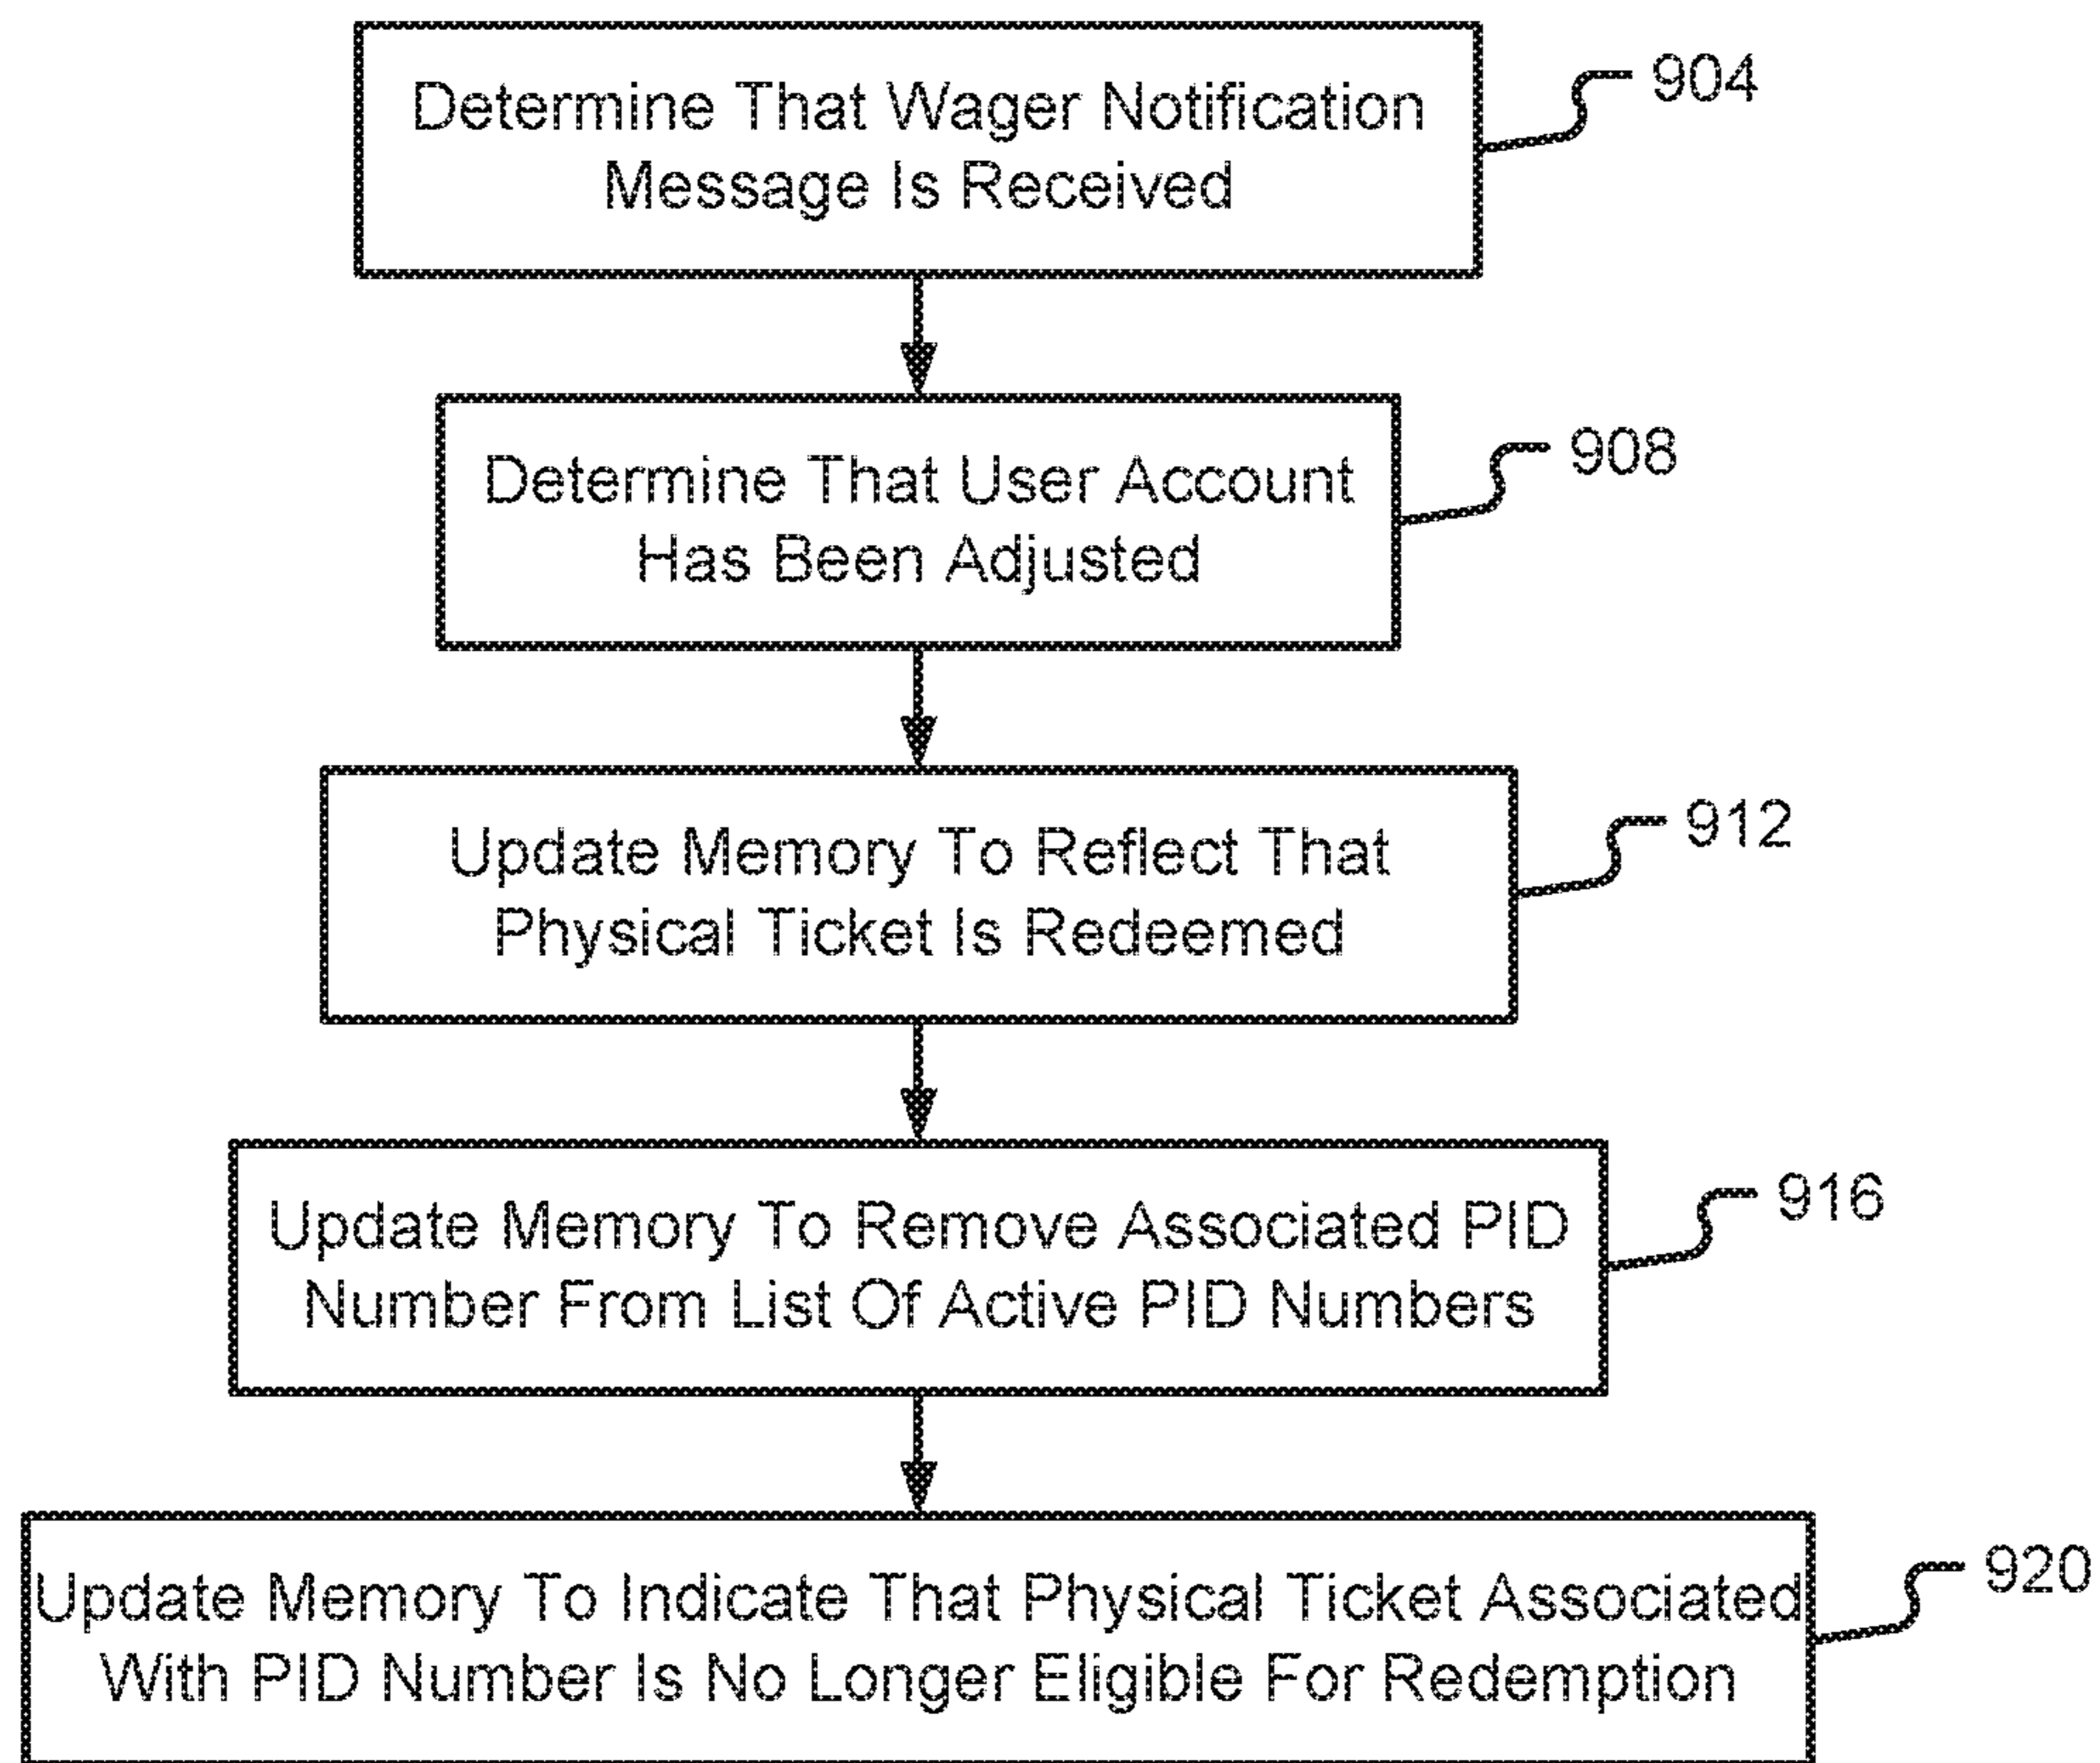 Determine That Wager Notification
Message Is Received
904
Determine That User Account
Has Been Adjusted
908
Update Memory To Reflect That
Physical Ticket Is Redeemed
912
Update Memory To Remove Associated PID
Number From List Of Active PID Numbers
916
Update Memory To Indicate That Physical Ticket Associated
With PID Number Is No Longer Eligible For Redemption
920